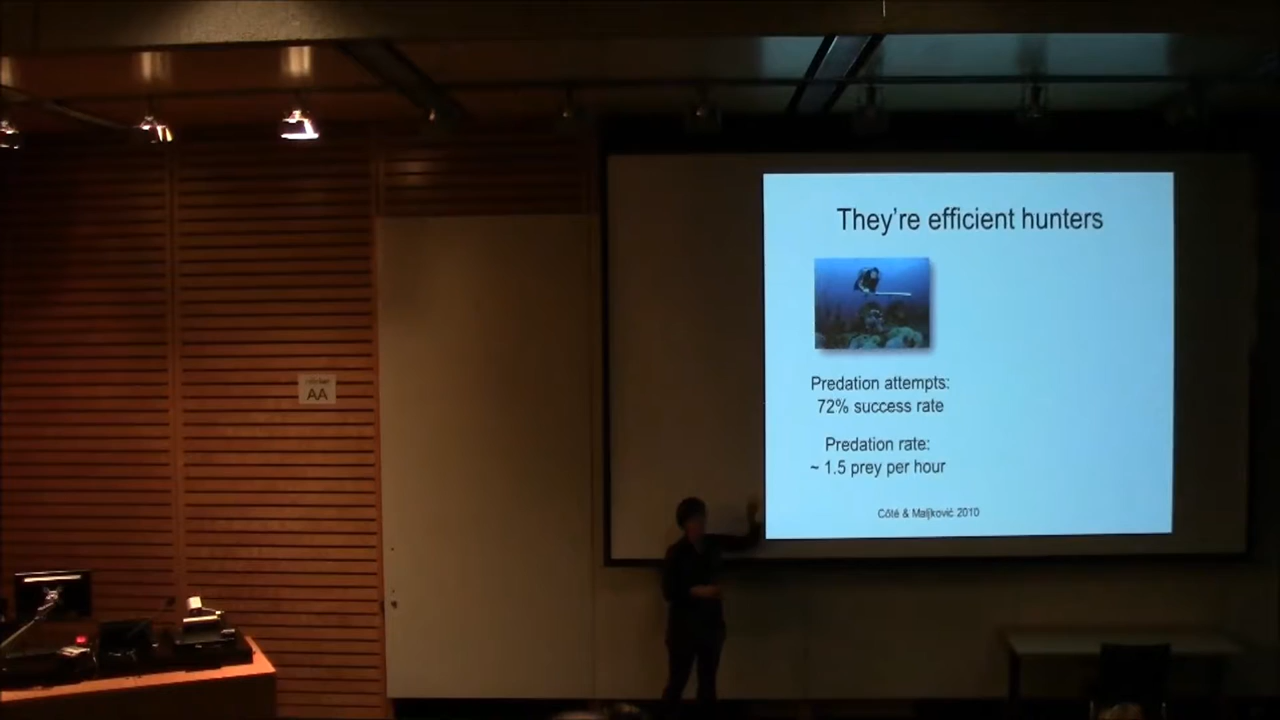 They're efficient hunters
Predation attempts:
72% success rate
Predation rate:
~ 1.5 prey per hour
Côté & Maljković 2010
AA